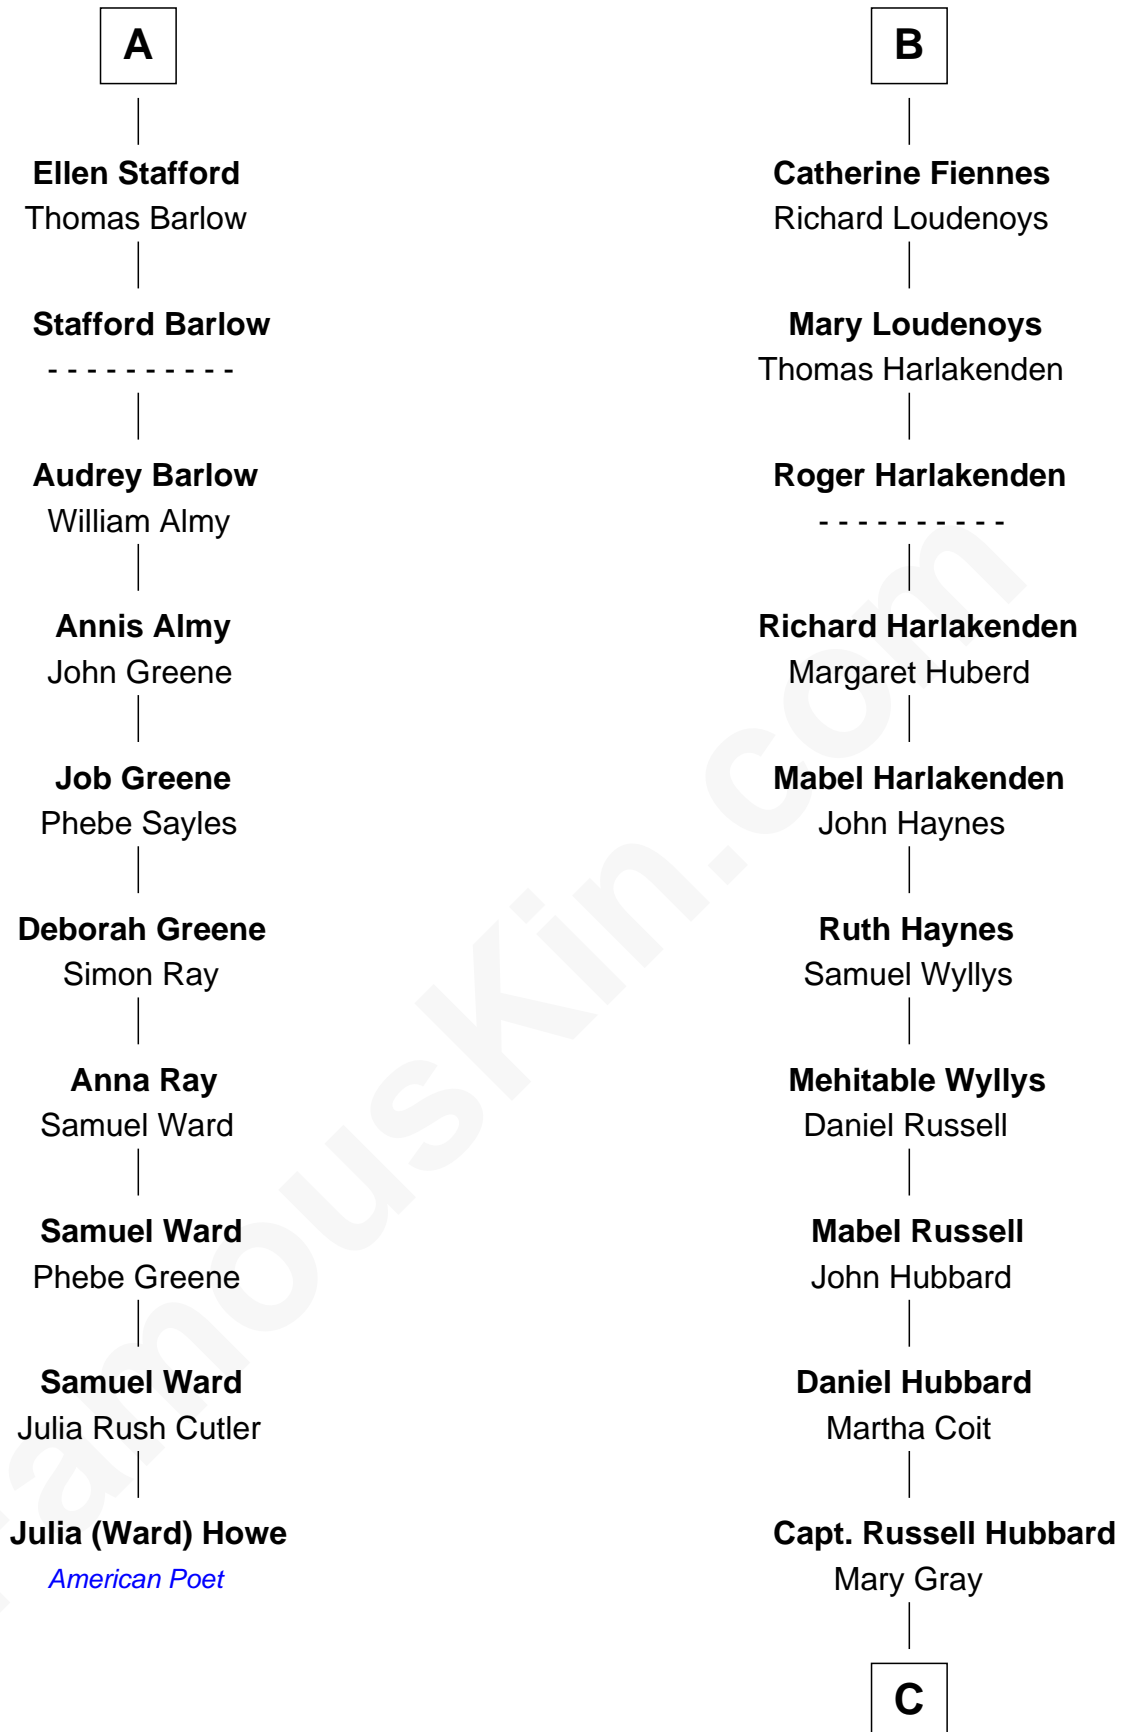 A
Ellen Stafford
Thomas Barlow
Stafford Barlow
- - - - - - - - - -
Audrey Barlow
William Almy
Annis Almy
John Greene
Job Greene
Phebe Sayles
Deborah Greene
Simon Ray
Anna Ray
Samuel Ward
Samuel Ward
Phebe Greene
Samuel Ward
Julia Rush Cutler
Julia (Ward) Howe
American Poet
B
Catherine Fiennes
Richard Loudenoys
Mary Loudenoys
Thomas Harlakenden
Roger Harlakenden
- - - - - - - - - -
Richard Harlakenden
Margaret Huberd
Mabel Harlakenden
John Haynes
Ruth Haynes
Samuel Wyllys
Mehitable Wyllys
Daniel Russell
Mabel Russell
John Hubbard
Daniel Hubbard
Martha Coit
Capt. Russell Hubbard
Mary Gray
C
FamousKin.com